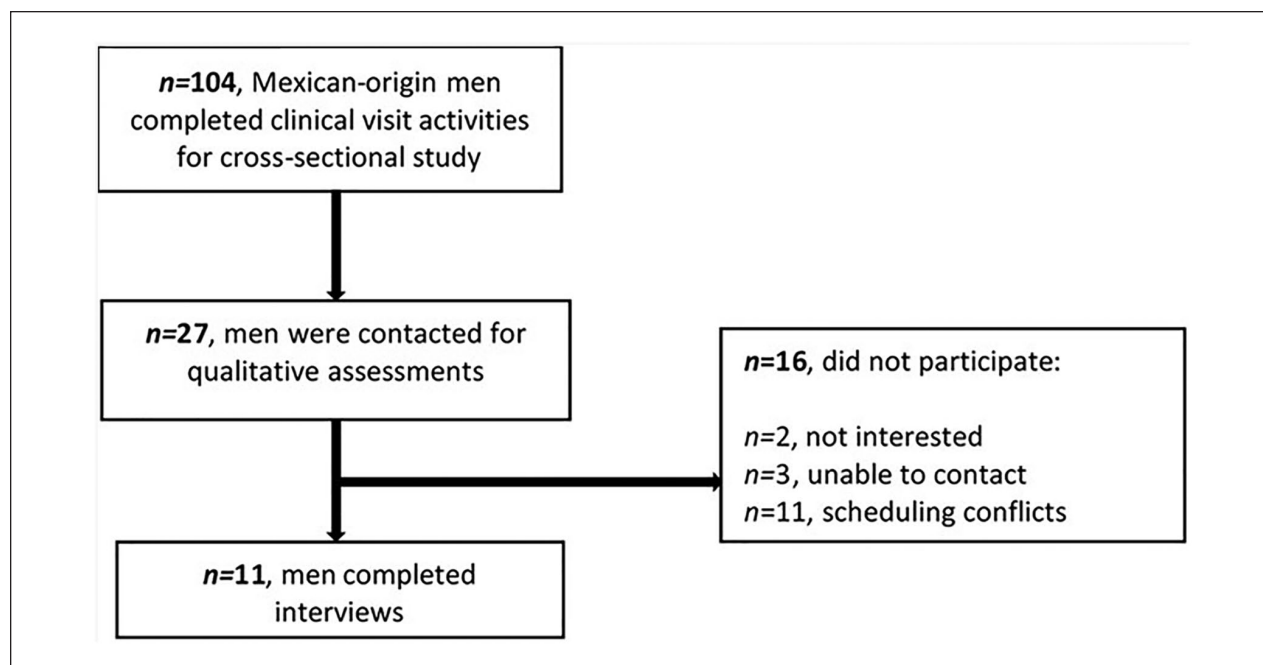 n=104, Mexican-origin men
completed clinical visit activities
for cross-sectional study
n=27, men were contacted for
qualitative assessments
n=16, did not participate:
n=2, not interested
n=3, unable to contact
n=11, scheduling conflicts
n=11, men completed
interviews